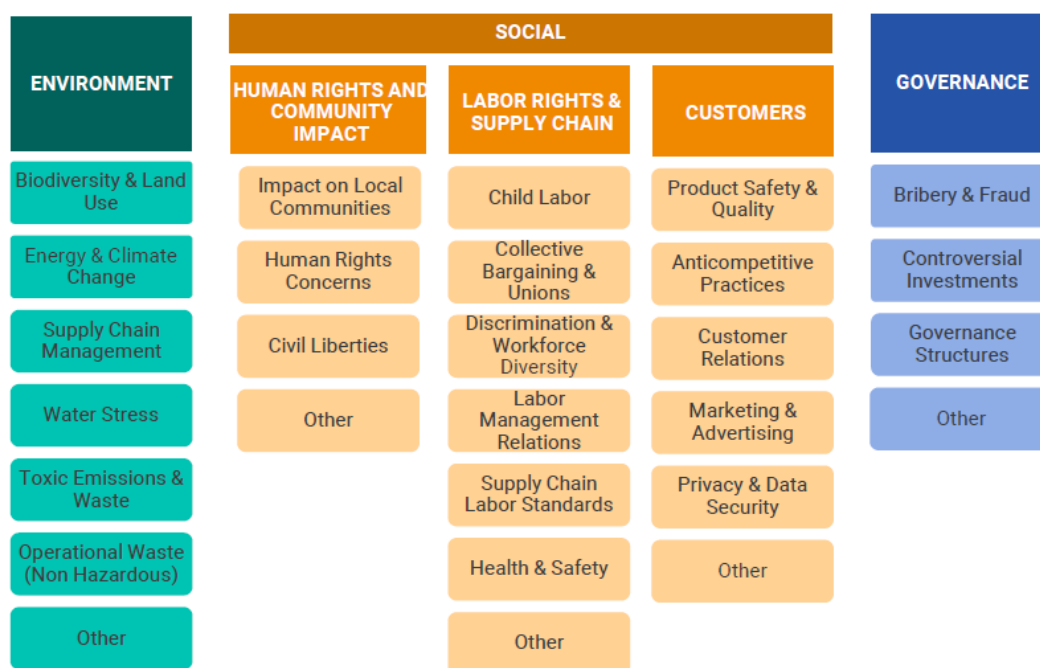 ENVIRONMENT
Biodiversity & Land
Use
Energy & Climate
Change
Supply Chain
Management
Water Stress
Toxic Emissions &
Waste
Operational Waste
(Non Hazardous)
Other
SOCIAL
HUMAN RIGHTS AND
COMMUNITY
IMPACT
Impact on Local
Communities
Human Rights
Concerns
Civil Liberties
Other
LABOR RIGHTS &
SUPPLY CHAIN
Child Labor
Collective
Bargaining &
Unions
Discrimination &
Workforce
Diversity
Labor
Management
Relations
Supply Chain
Labor Standards
Health & Safety
Other
CUSTOMERS
Product Safety &
Quality
Anticompetitive
Practices
Customer
Relations
Marketing &
Advertising
Privacy & Data
Security
Other
GOVERNANCE
Bribery & Fraud
Controversial
Investments
Governance
Structures
Other